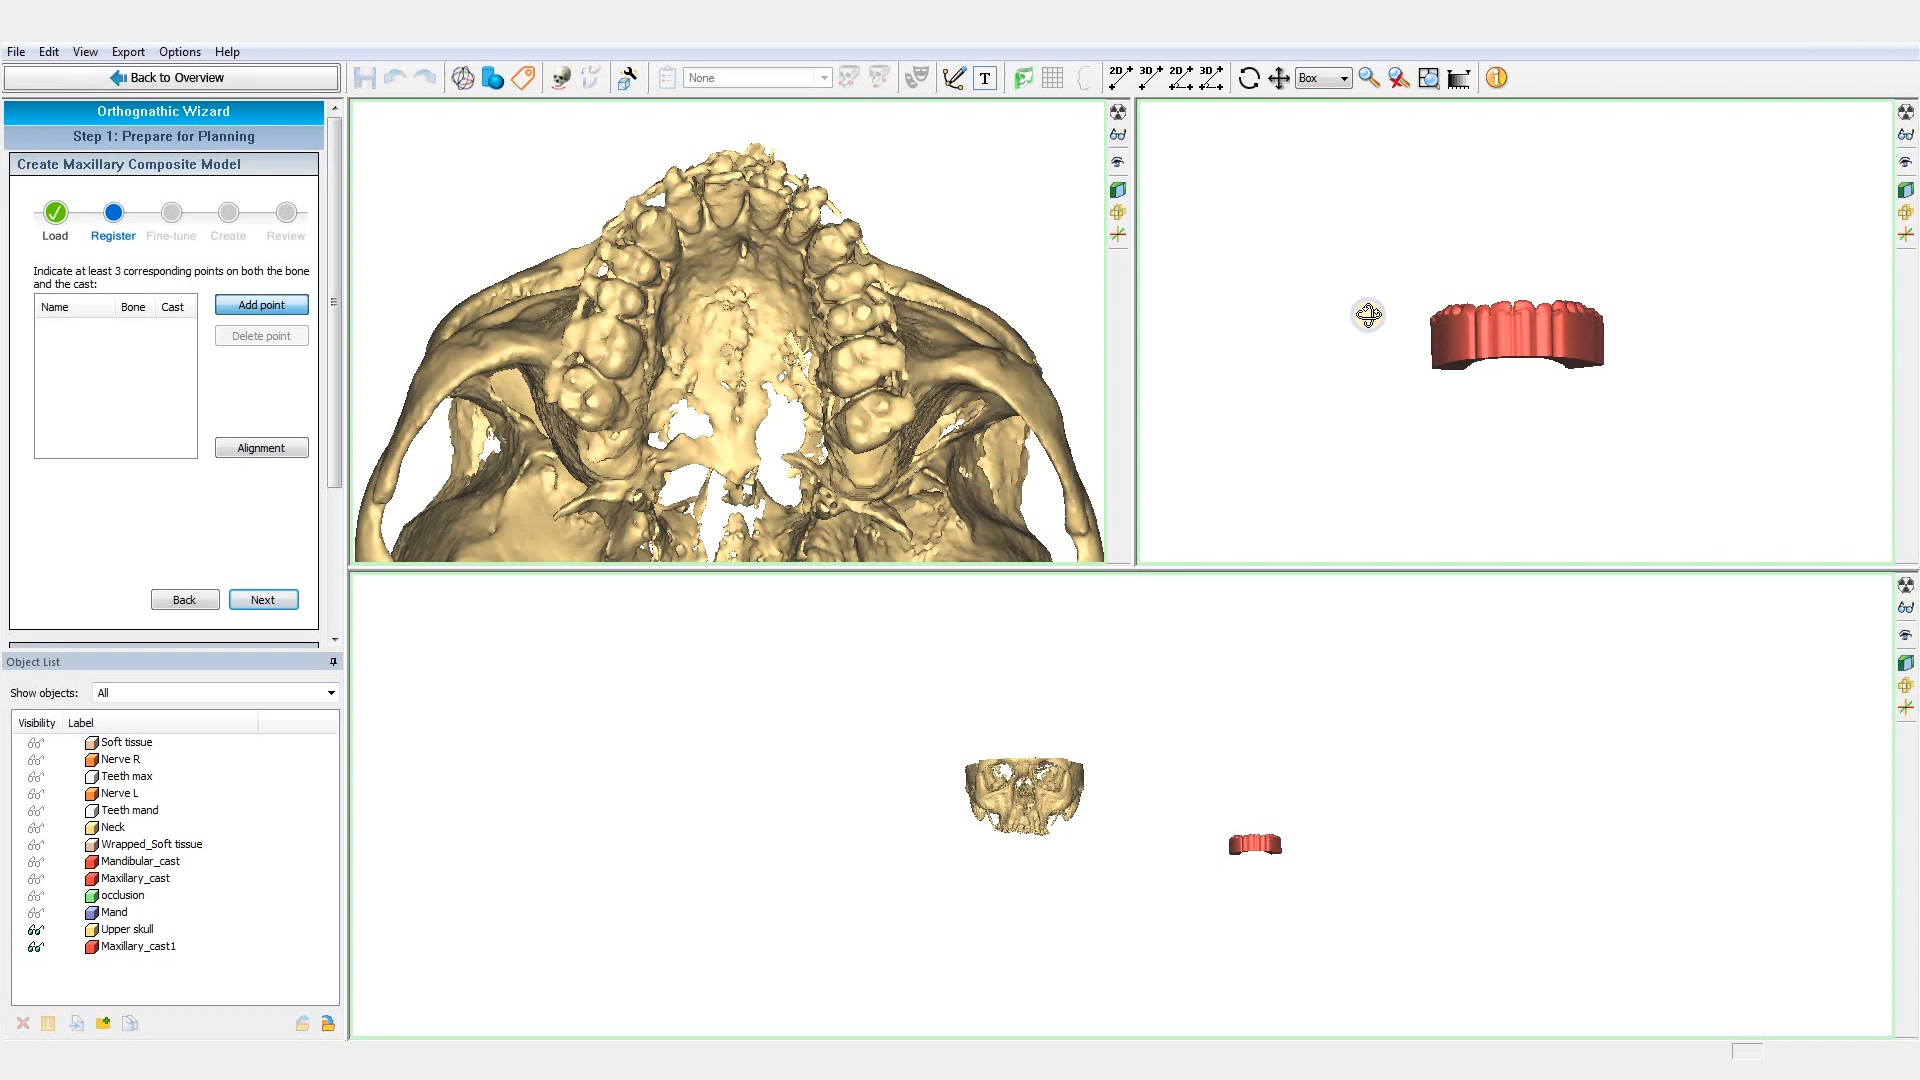 File Edit View Export Options Help
Back to Overview
None
T
2D 3D 2D 3D
Box
Orthognathic Wizard
Step 1: Prepare for Planning
Create Maxillary Composite Model
Load Register Fine-tune Create Review
Indicate at least 3 corresponding points on both the bone
and the cast:
Name Bone Cast
Add point
Delete point
Alignment
Back Next
Object List
Show objects: All
Visibility Label
Soft tissue
Nerve R
Teeth max
Nerve L
Teeth mand
Neck
Wrapped_Soft tissue
Mandibular_cast
Maxillary_cast
occlusion
Mand
Upper skull
Maxillary_cast1